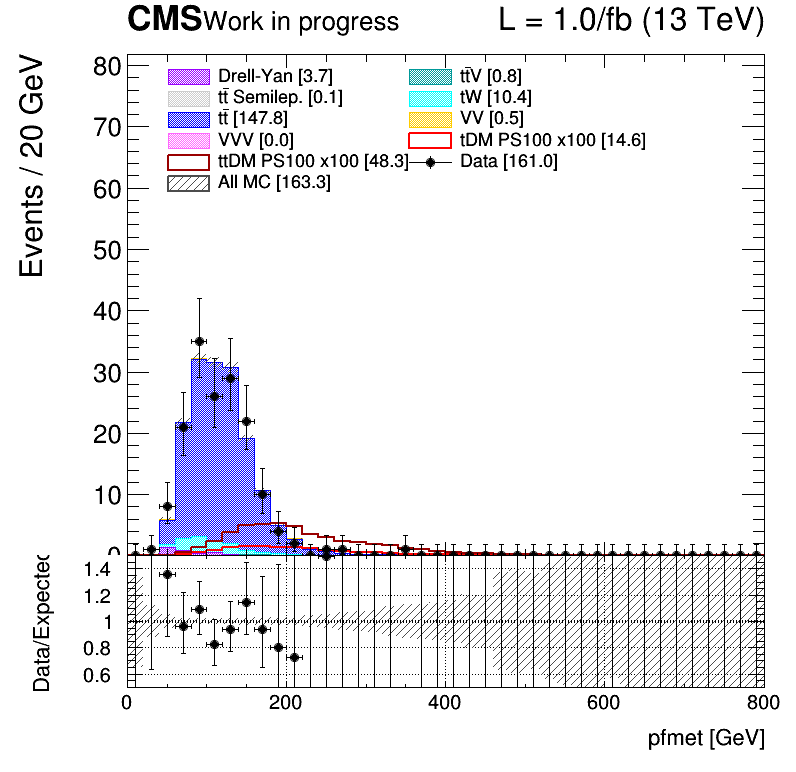 CMS Work in progress L = 1.0/fb (13 TeV)
Events / 20 GeV
80
70
60
50
40
30
20
10
0
Drell-Yan [3.7] tt̄V [0.8]
tt̄ Semilep. [0.1] tW [10.4]
tt̄ [147.8] VV [0.5]
VVV [0.0] tDM PS100 x100 [14.6]
ttDM PS100 x100 [48.3] Data [161.0]
All MC [163.3]
Data/Expected
1.4
1.2
1
0.8
0.6
0 200 400 600 800
pfmet [GeV]